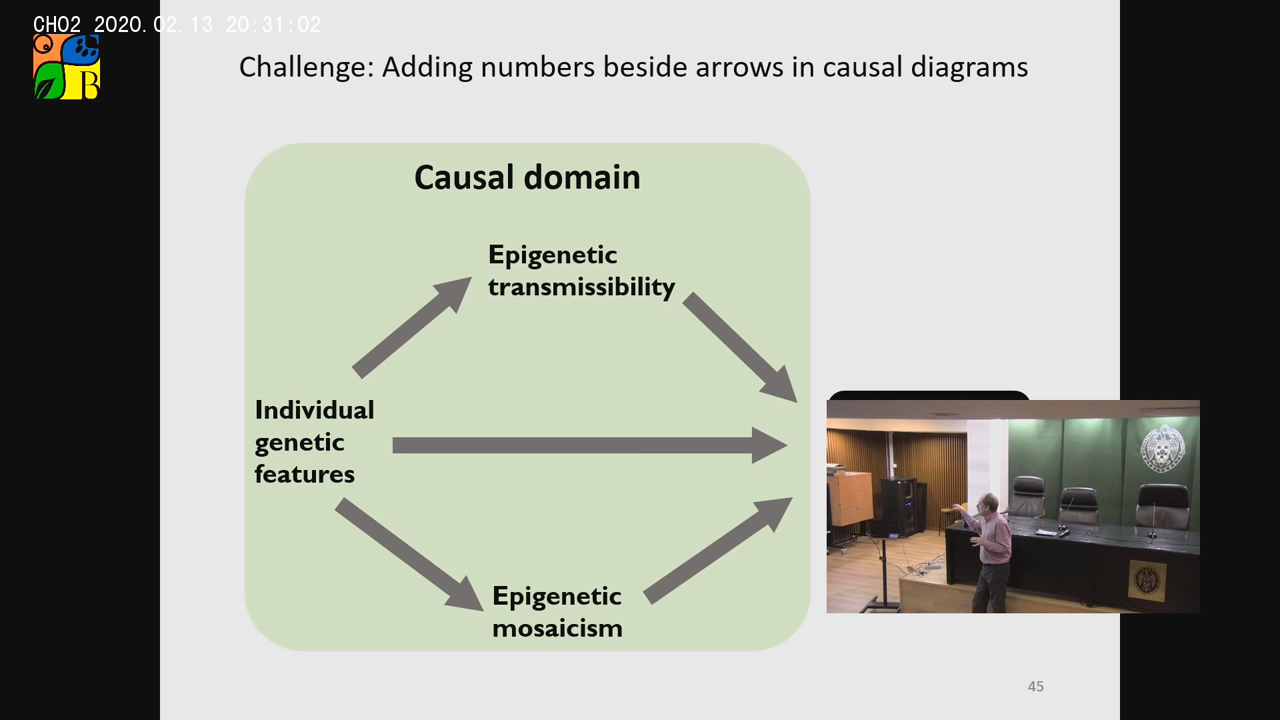 CH02 2020.02.13 20:31:02
B
Challenge: Adding numbers beside arrows in causal diagrams
Causal domain
Epigenetic
transmissibility
Individual
genetic
features
Epigenetic
mosaicism
45